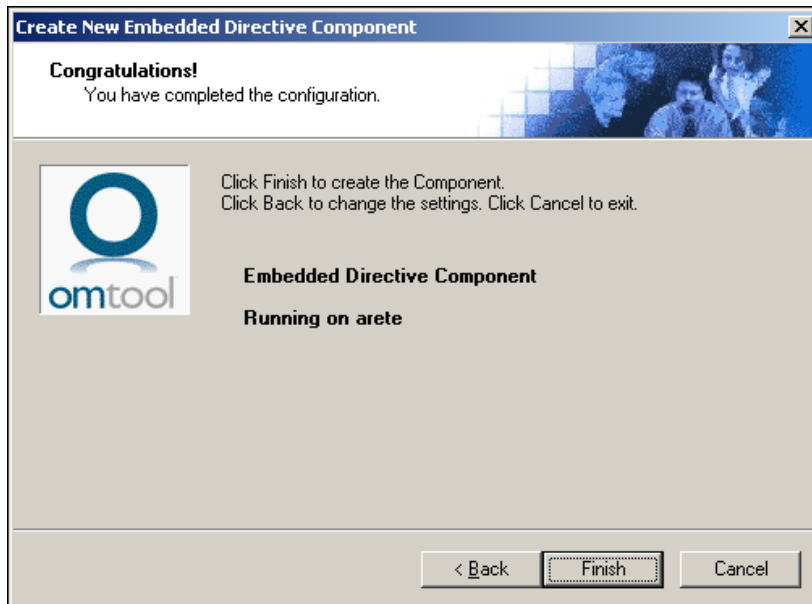 Create New Embedded Directive Component
Congratulations!
You have completed the configuration.
Click Finish to create the Component.
Click Back to change the settings. Click Cancel to exit.
omtool
Embedded Directive Component
Running on arete
< Back
Finish
Cancel